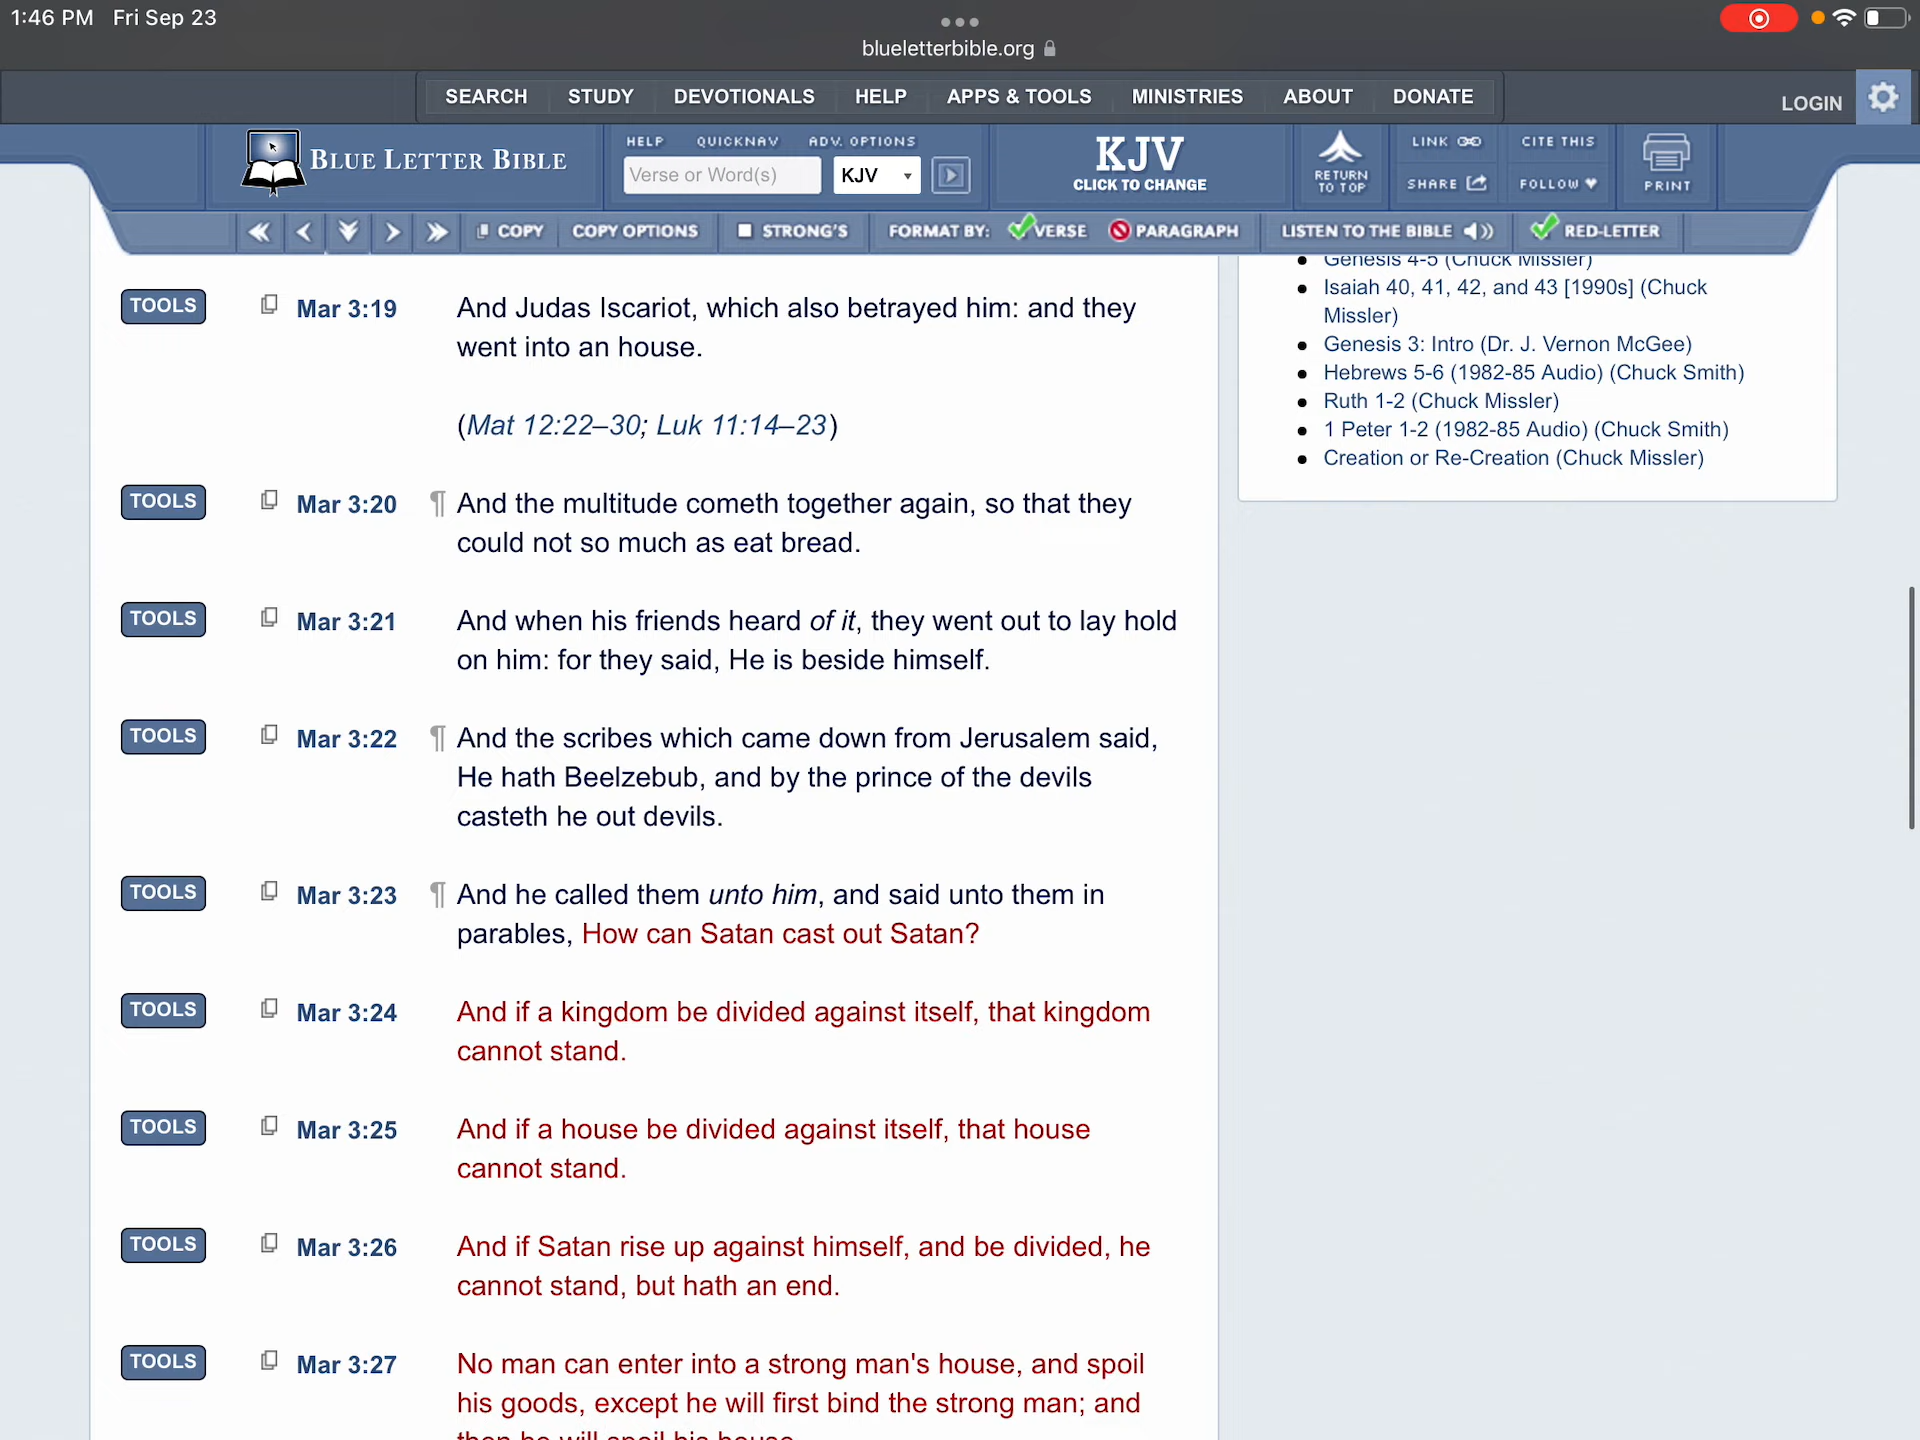 1:46 PM Fri Sep 23
blueletterbible.org
SEARCH STUDY DEVOTIONALS HELP APPS & TOOLS MINISTRIES ABOUT DONATE
LOGIN
BLUE LETTER BIBLE
HELP QUICKNAV ADV. OPTIONS
Verse or Word(s) KJV
KJV
CLICK TO CHANGE
RETURN
TO TOP
LINK
SHARE
CITE THIS
FOLLOW
PRINT
COPY COPY OPTIONS STRONG'S FORMAT BY: VERSE PARAGRAPH LISTEN TO THE BIBLE RED-LETTER
TOOLS Mar 3:19 And Judas Iscariot, which also betrayed him: and they
went into an house.
(Mat 12:22–30; Luk 11:14–23)
TOOLS Mar 3:20 ¶ And the multitude cometh together again, so that they
could not so much as eat bread.
TOOLS Mar 3:21 And when his friends heard of it, they went out to lay hold
on him: for they said, He is beside himself.
TOOLS Mar 3:22 ¶ And the scribes which came down from Jerusalem said,
He hath Beelzebub, and by the prince of the devils
casteth he out devils.
TOOLS Mar 3:23 ¶ And he called them unto him, and said unto them in
parables, How can Satan cast out Satan?
TOOLS Mar 3:24 And if a kingdom be divided against itself, that kingdom
cannot stand.
TOOLS Mar 3:25 And if a house be divided against itself, that house
cannot stand.
TOOLS Mar 3:26 And if Satan rise up against himself, and be divided, he
cannot stand, but hath an end.
TOOLS Mar 3:27 No man can enter into a strong man's house, and spoil
his goods, except he will first bind the strong man; and
then he will spoil his house.
Genesis 4-5 (Chuck Missler)
Isaiah 40, 41, 42, and 43 [1990s] (Chuck
Missler)
Genesis 3: Intro (Dr. J. Vernon McGee)
Hebrews 5-6 (1982-85 Audio) (Chuck Smith)
Ruth 1-2 (Chuck Missler)
1 Peter 1-2 (1982-85 Audio) (Chuck Smith)
Creation or Re-Creation (Chuck Missler)